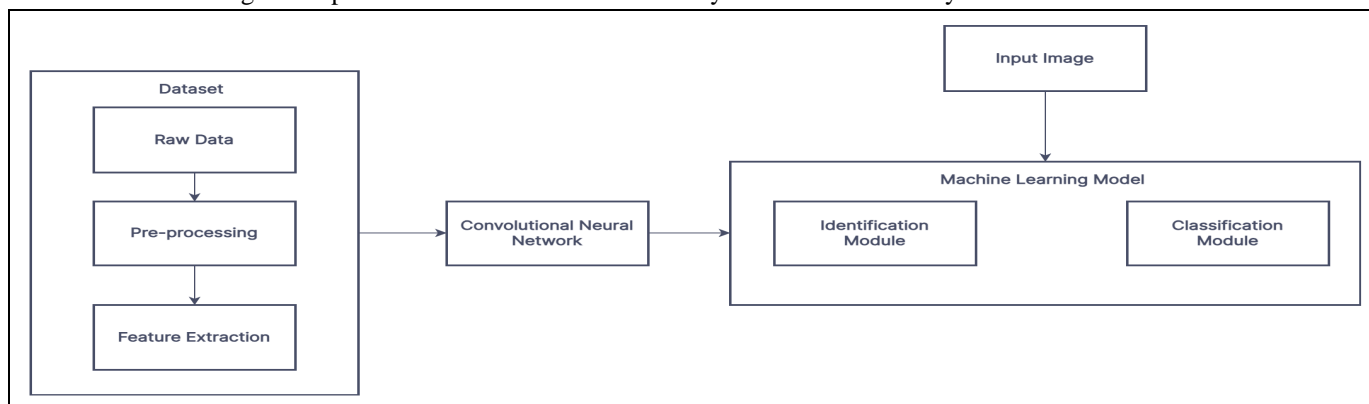 Input Image
Dataset
Raw Data
Machine Learning Model
Pre-processing
Convolutional Neural
Network
Identification
Module
Classification
Module
Feature Extraction